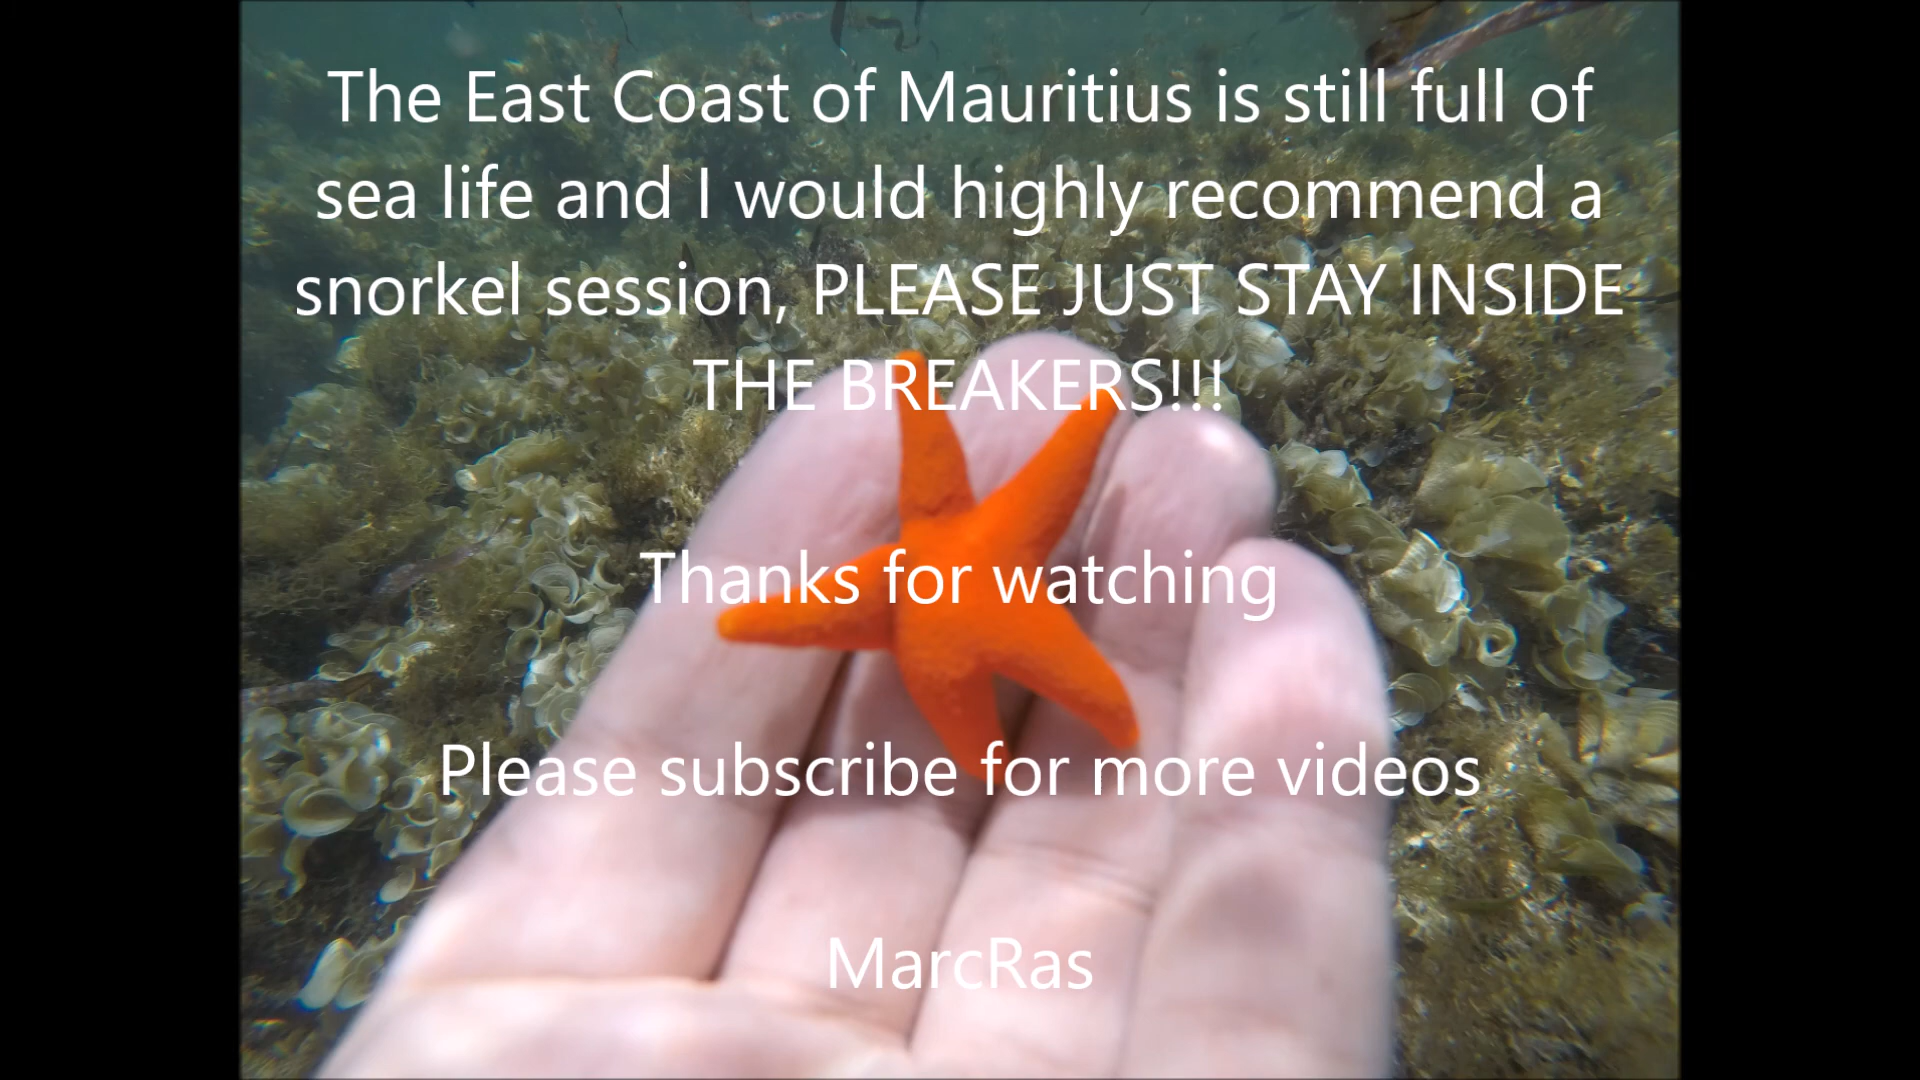 The East Coast of Mauritius is still full of
sea life and I would highly recommend a
snorkel session, PLEASE JUST STAY INSIDE
THE BREAKERS!!!
Thanks for watching
Please subscribe for more videos
MarcRas